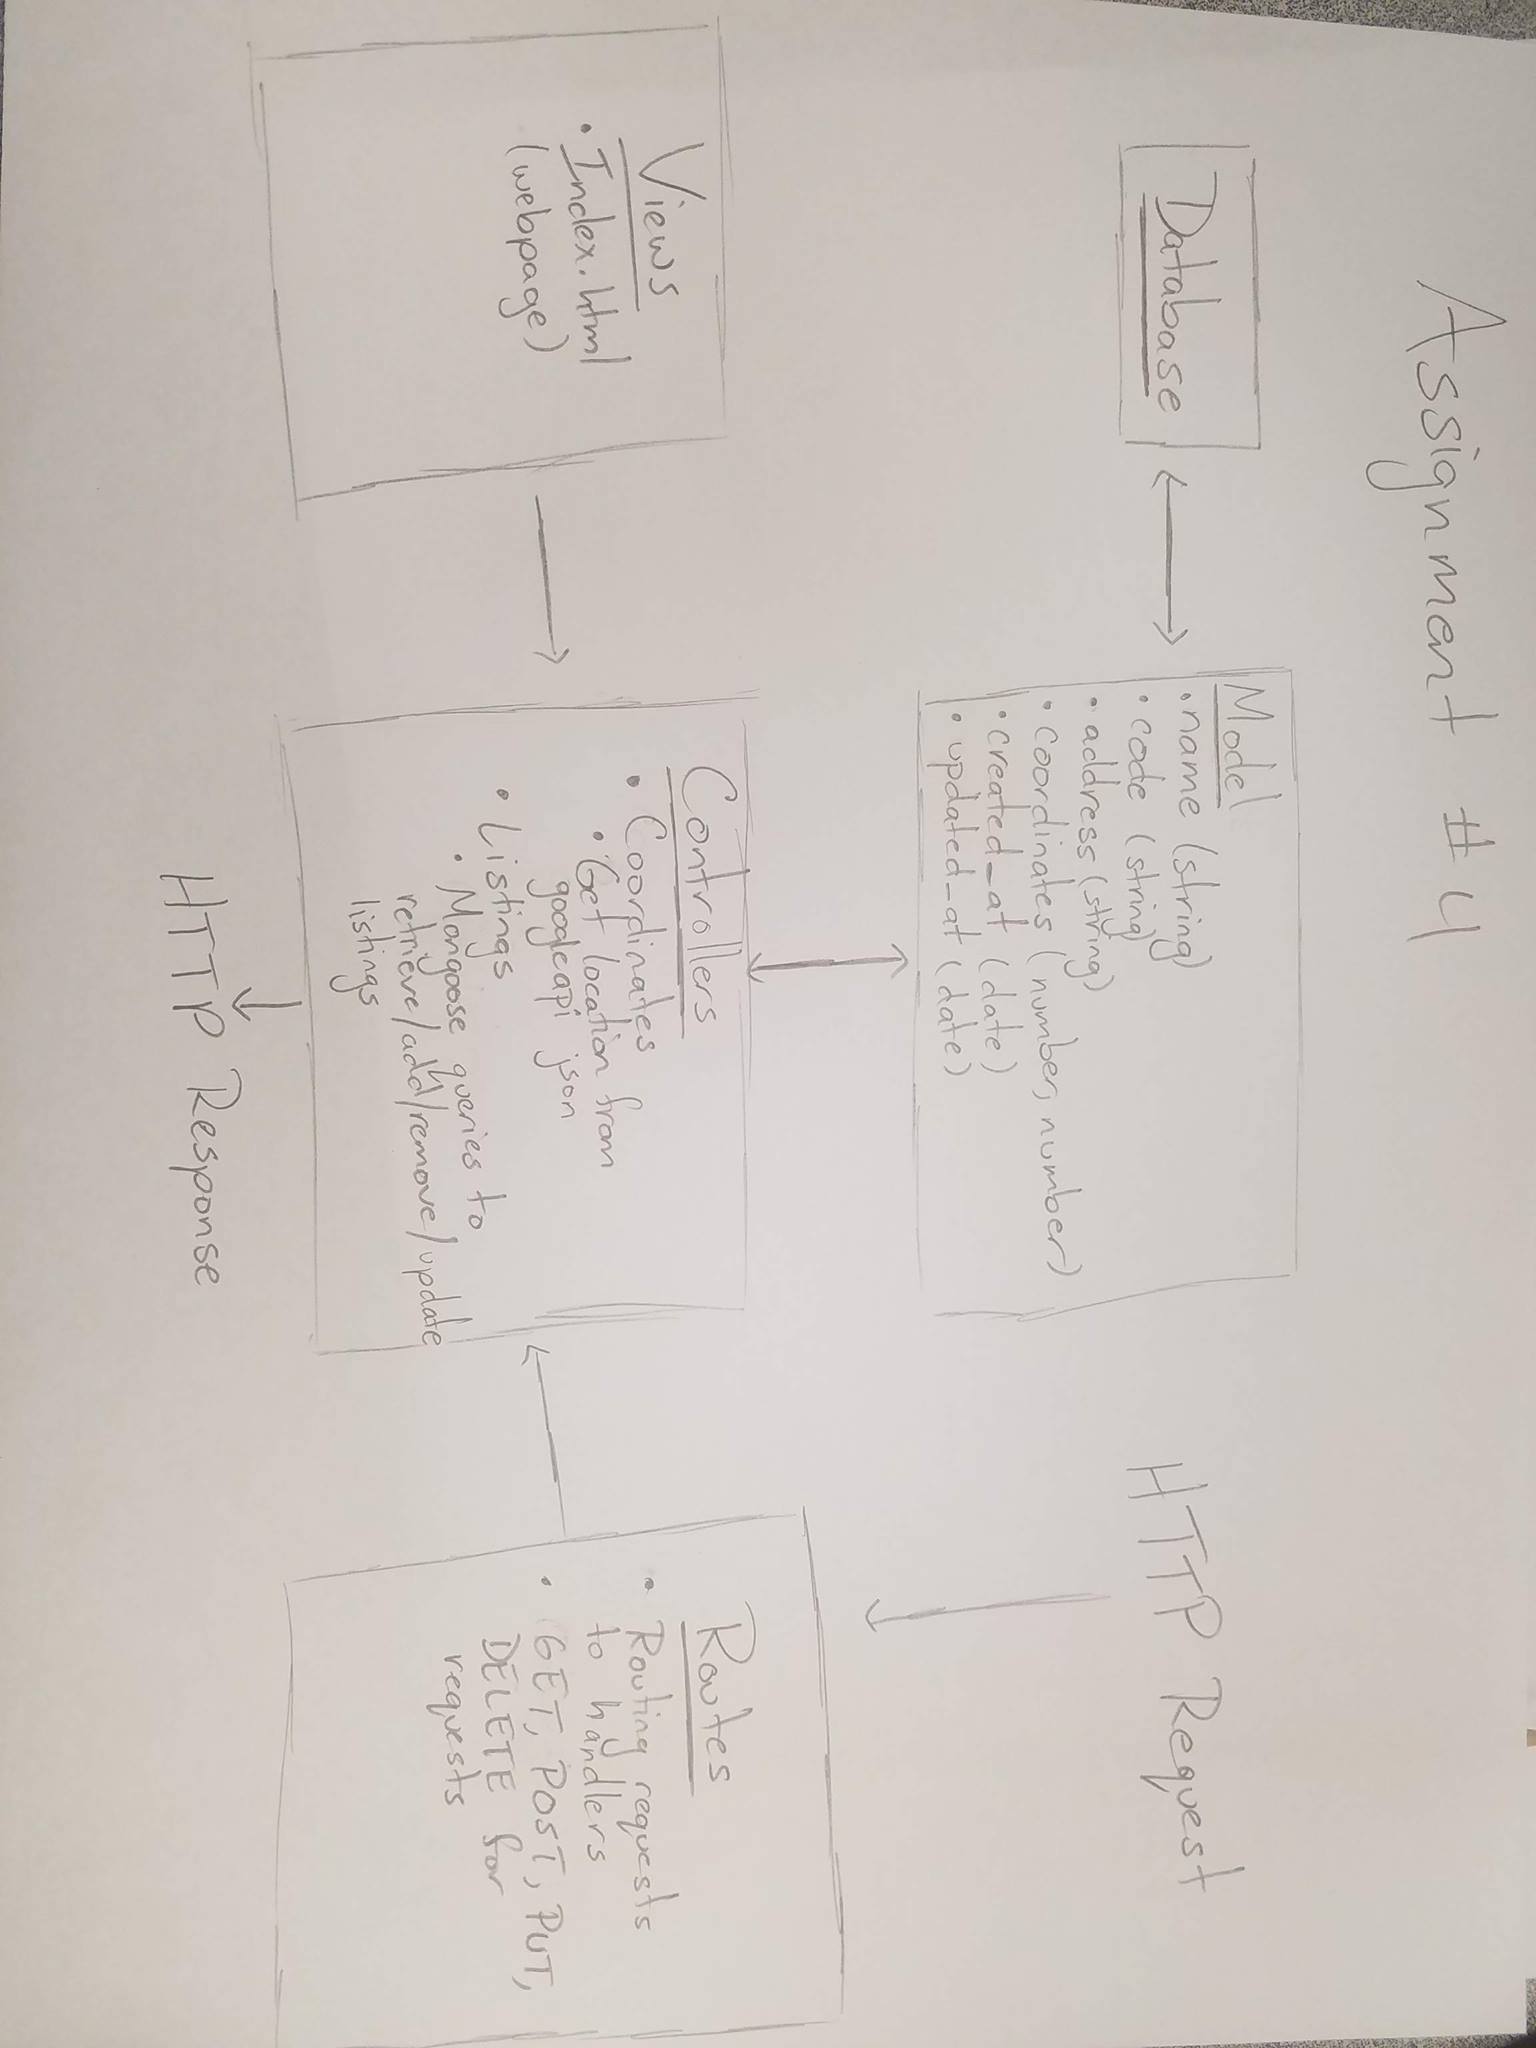 Assignment #4
Database
Model
• name (string)
• code (string)
• address (string)
• coordinates (number, number)
• created_at (date)
• updated_at (date)
HTTP Request
Views
• Index.html
(webpage)
Controllers
• Coordinates
• Get location from
googleapi json
• Listings
• Mongoose queries to
retrieve/add/remove/update
listings
Routes
• Routing requests
to handlers
• GET, POST, PUT,
DELETE for
requests
HTTP Response